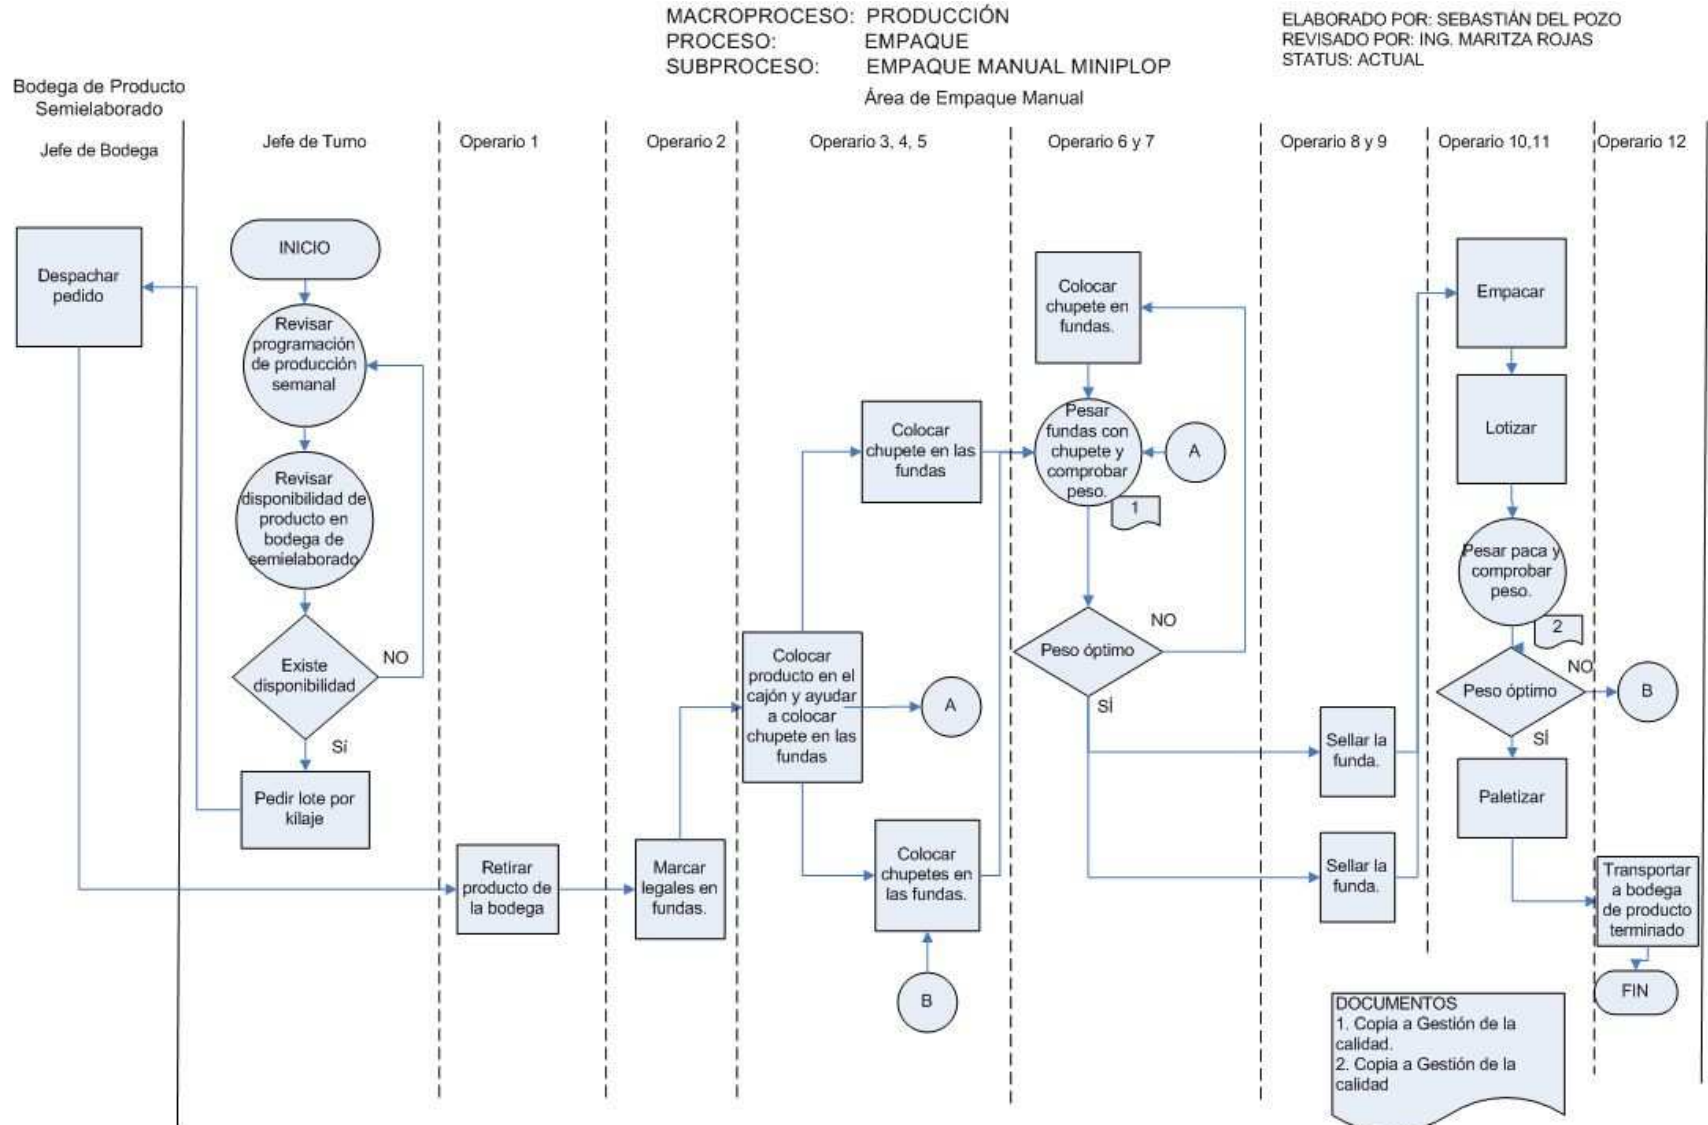 MACROPROCESO: PRODUCCIÓN
PROCESO: EMPAQUE
SUBPROCESO: EMPAQUE MANUAL MINIPLOP
ELABORADO POR: SEBASTIÁN DEL POZO
REVISADO POR: ING. MARITZA ROJAS
STATUS: ACTUAL
Bodega de Producto
Semielaborado
Área de Empaque Manual
Jefe de Bodega
Jefe de Turno
Operario 1
Operario 2
Operario 3, 4, 5
Operario 6 y 7
Operario 8 y 9
Operario 10,11
Operario 12
Despachar
pedido
INICIO
Revisar
programación
de producción
semanal
Revisar
disponibilidad de
producto en
bodega de
semielaborado
Existe
disponibilidad
NO
Sí
Pedir lote por
kilaje
Retirar
producto de
la bodega
Marcar
legales en
fundas.
Colocar
chupete en las
fundas
Colocar
producto en el
cajón y ayudar
a colocar
chupete en las
fundas
A
Colocar
chupetes en
las fundas.
B
Colocar
chupete en
fundas.
Pesar
fundas con
chupete y
comprobar
peso.
A
1
Peso óptimo
NO
SÍ
Sellar la
funda.
Sellar la
funda.
Empacar
Lotizar
Pesar paca y
comprobar
peso.
2
Peso óptimo
NO
B
SÍ
Paletizar
Transportar
a bodega
de producto
terminado
FIN
DOCUMENTOS
1. Copia a Gestión de la
calidad.
2. Copia a Gestión de la
calidad